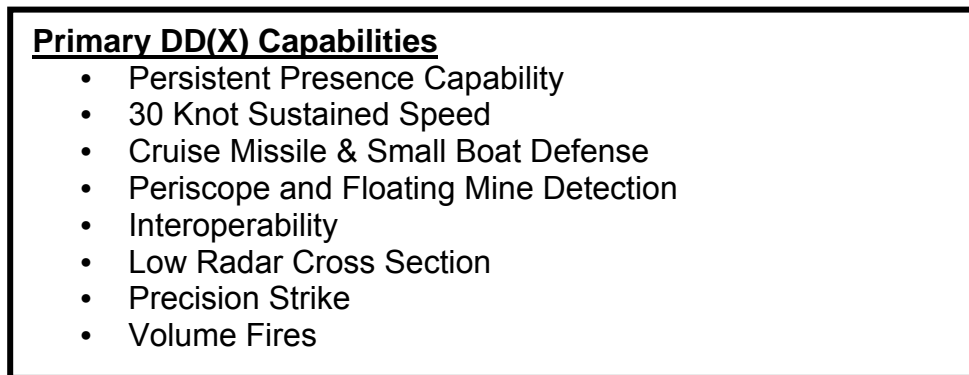 Primary DD(X) Capabilities
• Persistent Presence Capability
• 30 Knot Sustained Speed
• Cruise Missile & Small Boat Defense
• Periscope and Floating Mine Detection
• Interoperability
• Low Radar Cross Section
• Precision Strike
• Volume Fires